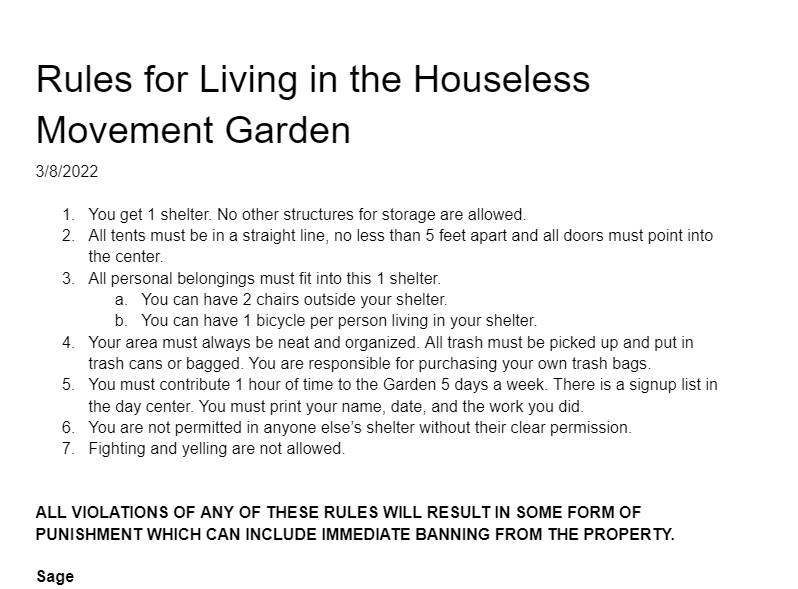 Rules for Living in the Houseless
Movement Garden
3/8/2022
1. You get 1 shelter. No other structures for storage are allowed.
2. All tents must be in a straight line, no less than 5 feet apart and all doors must point into
the center.
3. All personal belongings must fit into this 1 shelter.
a. You can have 2 chairs outside your shelter.
b. You can have 1 bicycle per person living in your shelter.
4. Your area must always be neat and organized. All trash must be picked up and put in
trash cans or bagged. You are responsible for purchasing your own trash bags.
5. You must contribute 1 hour of time to the Garden 5 days a week. There is a signup list in
the day center. You must print your name, date, and the work you did.
6. You are not permitted in anyone else’s shelter without their clear permission.
7. Fighting and yelling are not allowed.
ALL VIOLATIONS OF ANY OF THESE RULES WILL RESULT IN SOME FORM OF
PUNISHMENT WHICH CAN INCLUDE IMMEDIATE BANNING FROM THE PROPERTY.
Sage